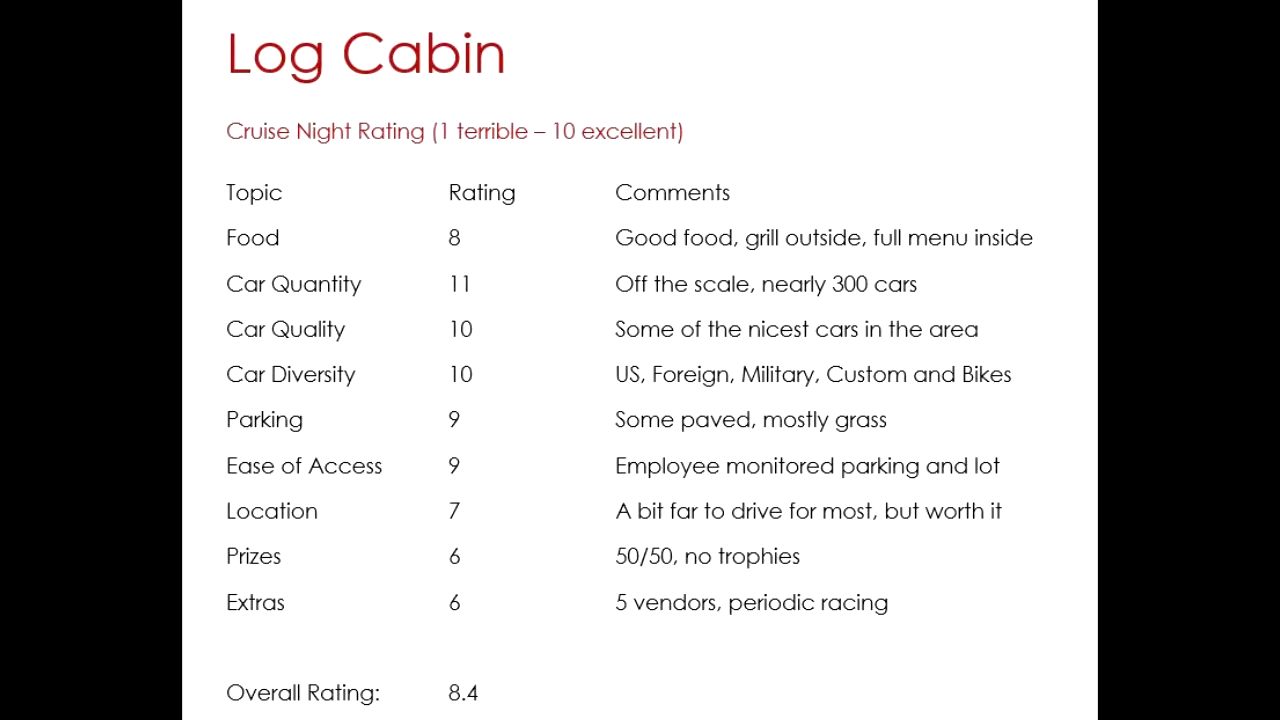 Log Cabin
Cruise Night Rating (1 terrible – 10 excellent)
Topic Rating Comments
Food 8 Good food, grill outside, full menu inside
Car Quantity 11 Off the scale, nearly 300 cars
Car Quality 10 Some of the nicest cars in the area
Car Diversity 10 US, Foreign, Military, Custom and Bikes
Parking 9 Some paved, mostly grass
Ease of Access 9 Employee monitored parking and lot
Location 7 A bit far to drive for most, but worth it
Prizes 6 50/50, no trophies
Extras 6 5 vendors, periodic racing
Overall Rating: 8.4